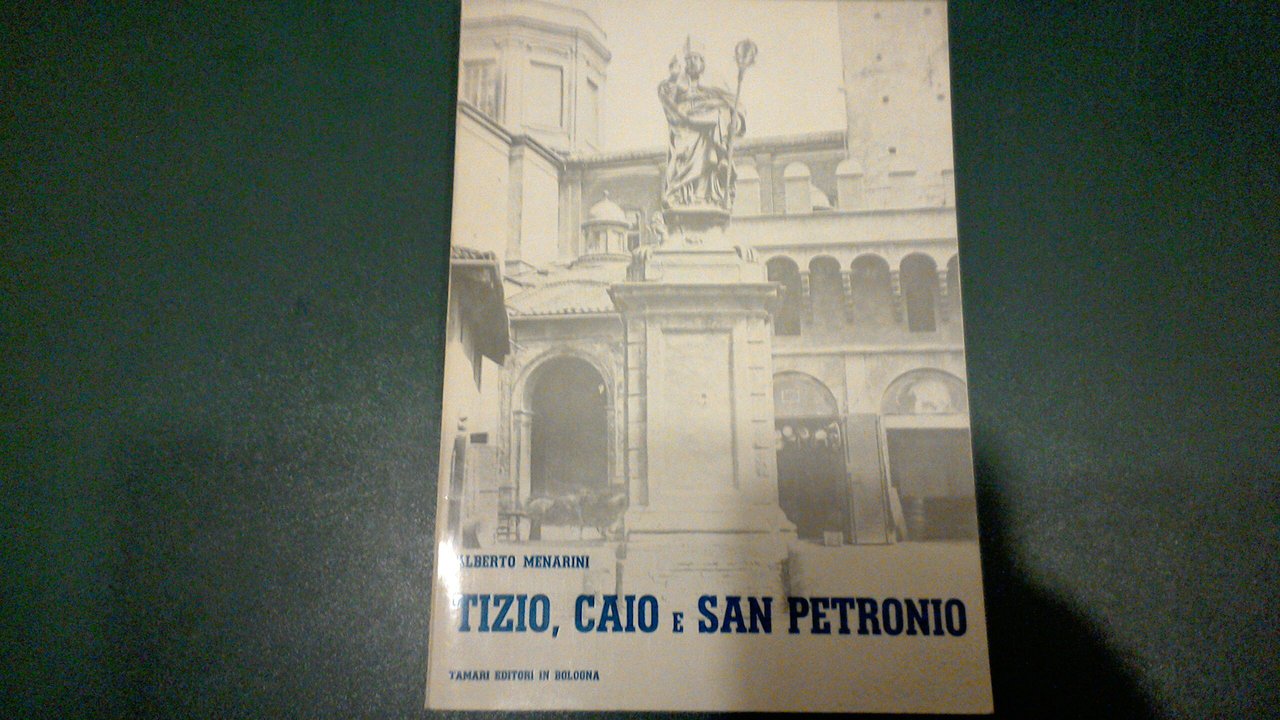 ALBERTO MENARINI
TIZIO, CAIO E SAN PETRONIO
TAMARI EDITORI IN BOLOGNA